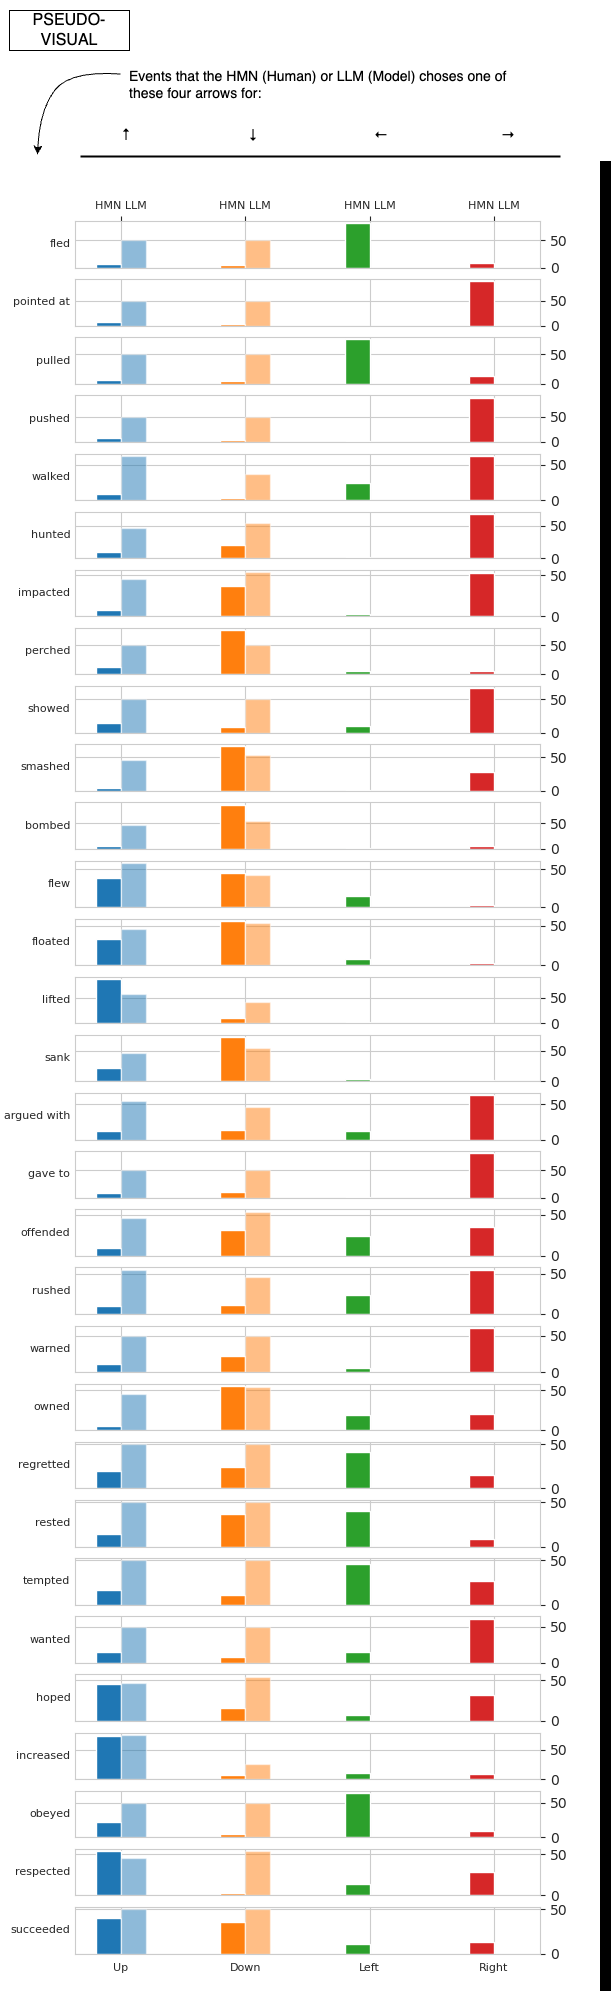 PSEUDO-
VISUAL
Events that the HMN (Human) or LLM (Model) choses one of
these four arrows for:
↑ ↓ ← →
HMN LLM HMN LLM HMN LLM HMN LLM
fled 50
0
pointed at 50
0
pulled 50
0
pushed 50
0
walked 50
0
hunted 50
0
impacted 50
0
perched 50
0
showed 50
0
smashed 50
0
bombed 50
0
flew 50
0
floated 50
0
lifted 50
0
sank 50
0
argued with 50
0
gave to 50
0
offended 50
0
rushed 50
0
warned 50
0
owned 50
0
regretted 50
0
rested 50
0
tempted 50
0
wanted 50
0
hoped 50
0
increased 50
0
obeyed 50
0
respected 50
0
succeeded 50
0
Up Down Left Right